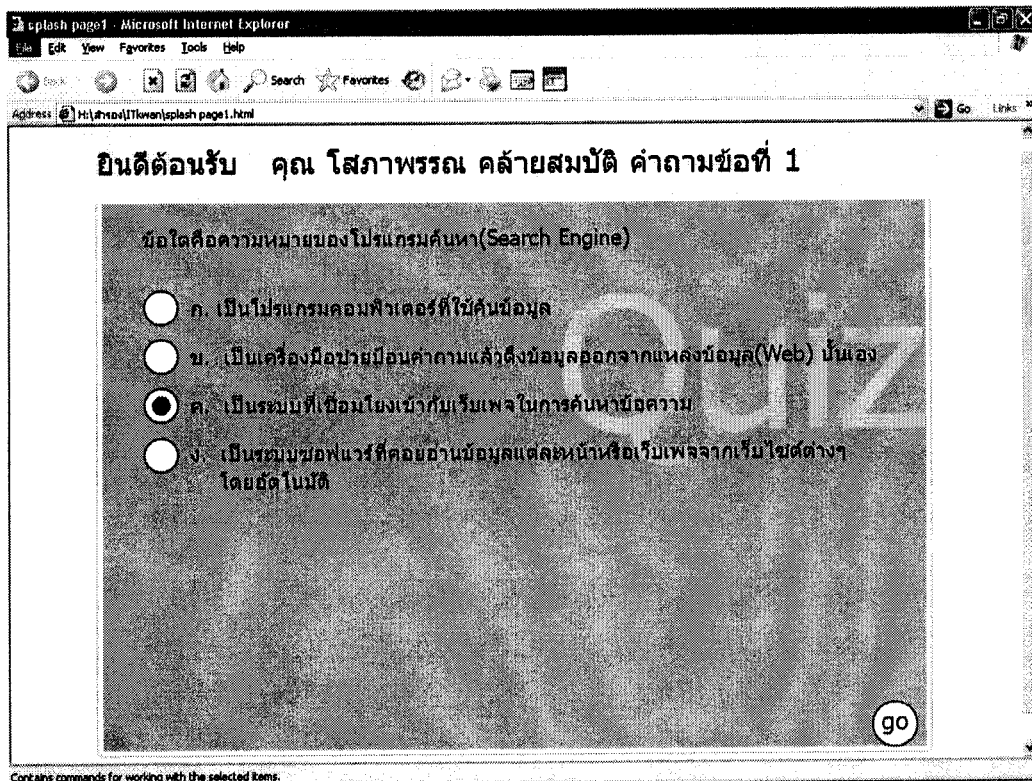 splash page1 - Microsoft Internet Explorer
File Edit View Favorites Tools Help
Back Search Favorites
Address H:\สำรอง\ITkwan\splash page1.html Go Links »
ยินดีต้อนรับ คุณ โสภาพรรณ คล้ายสมบัติ คำถามข้อที่ 1
ข้อใดคือความหมายของโปรแกรมค้นหา(Search Engine)
Quiz
ก. เป็นโปรแกรมคอมพิวเตอร์ที่ใช้ค้นข้อมูล
ข. เป็นเครื่องมือป้อนคำถามแล้วดึงข้อมูลออกจากแหล่งข้อมูล(Web) นั้นเอง
ค. เป็นระบบที่เชื่อมโยงเข้ากับเว็บเพจในการค้นหาข้อความ
ง. เป็นระบบซอฟแวร์ที่คอยอ่านข้อมูลแต่ละหน้าหรือเว็บเพจจากเว็บไซต์ต่างๆ
โดยอัตโนมัติ
go
Contains commands for working with the selected items.